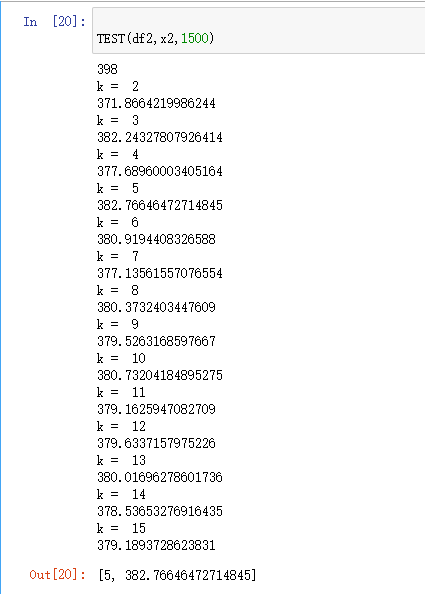 In [20]:
TEST(df2,x2,1500)
398
k = 2
371.8664219986244
k = 3
382.24327807926414
k = 4
377.68960003405164
k = 5
382.76646472714845
k = 6
380.9194408326588
k = 7
377.13561557076554
k = 8
380.3732403447609
k = 9
379.5263168597667
k = 10
380.73204184895275
k = 11
379.1625947082709
k = 12
379.6337157975226
k = 13
380.01696278601736
k = 14
378.53653276916435
k = 15
379.1893728623831
Out[20]: [5, 382.76646472714845]